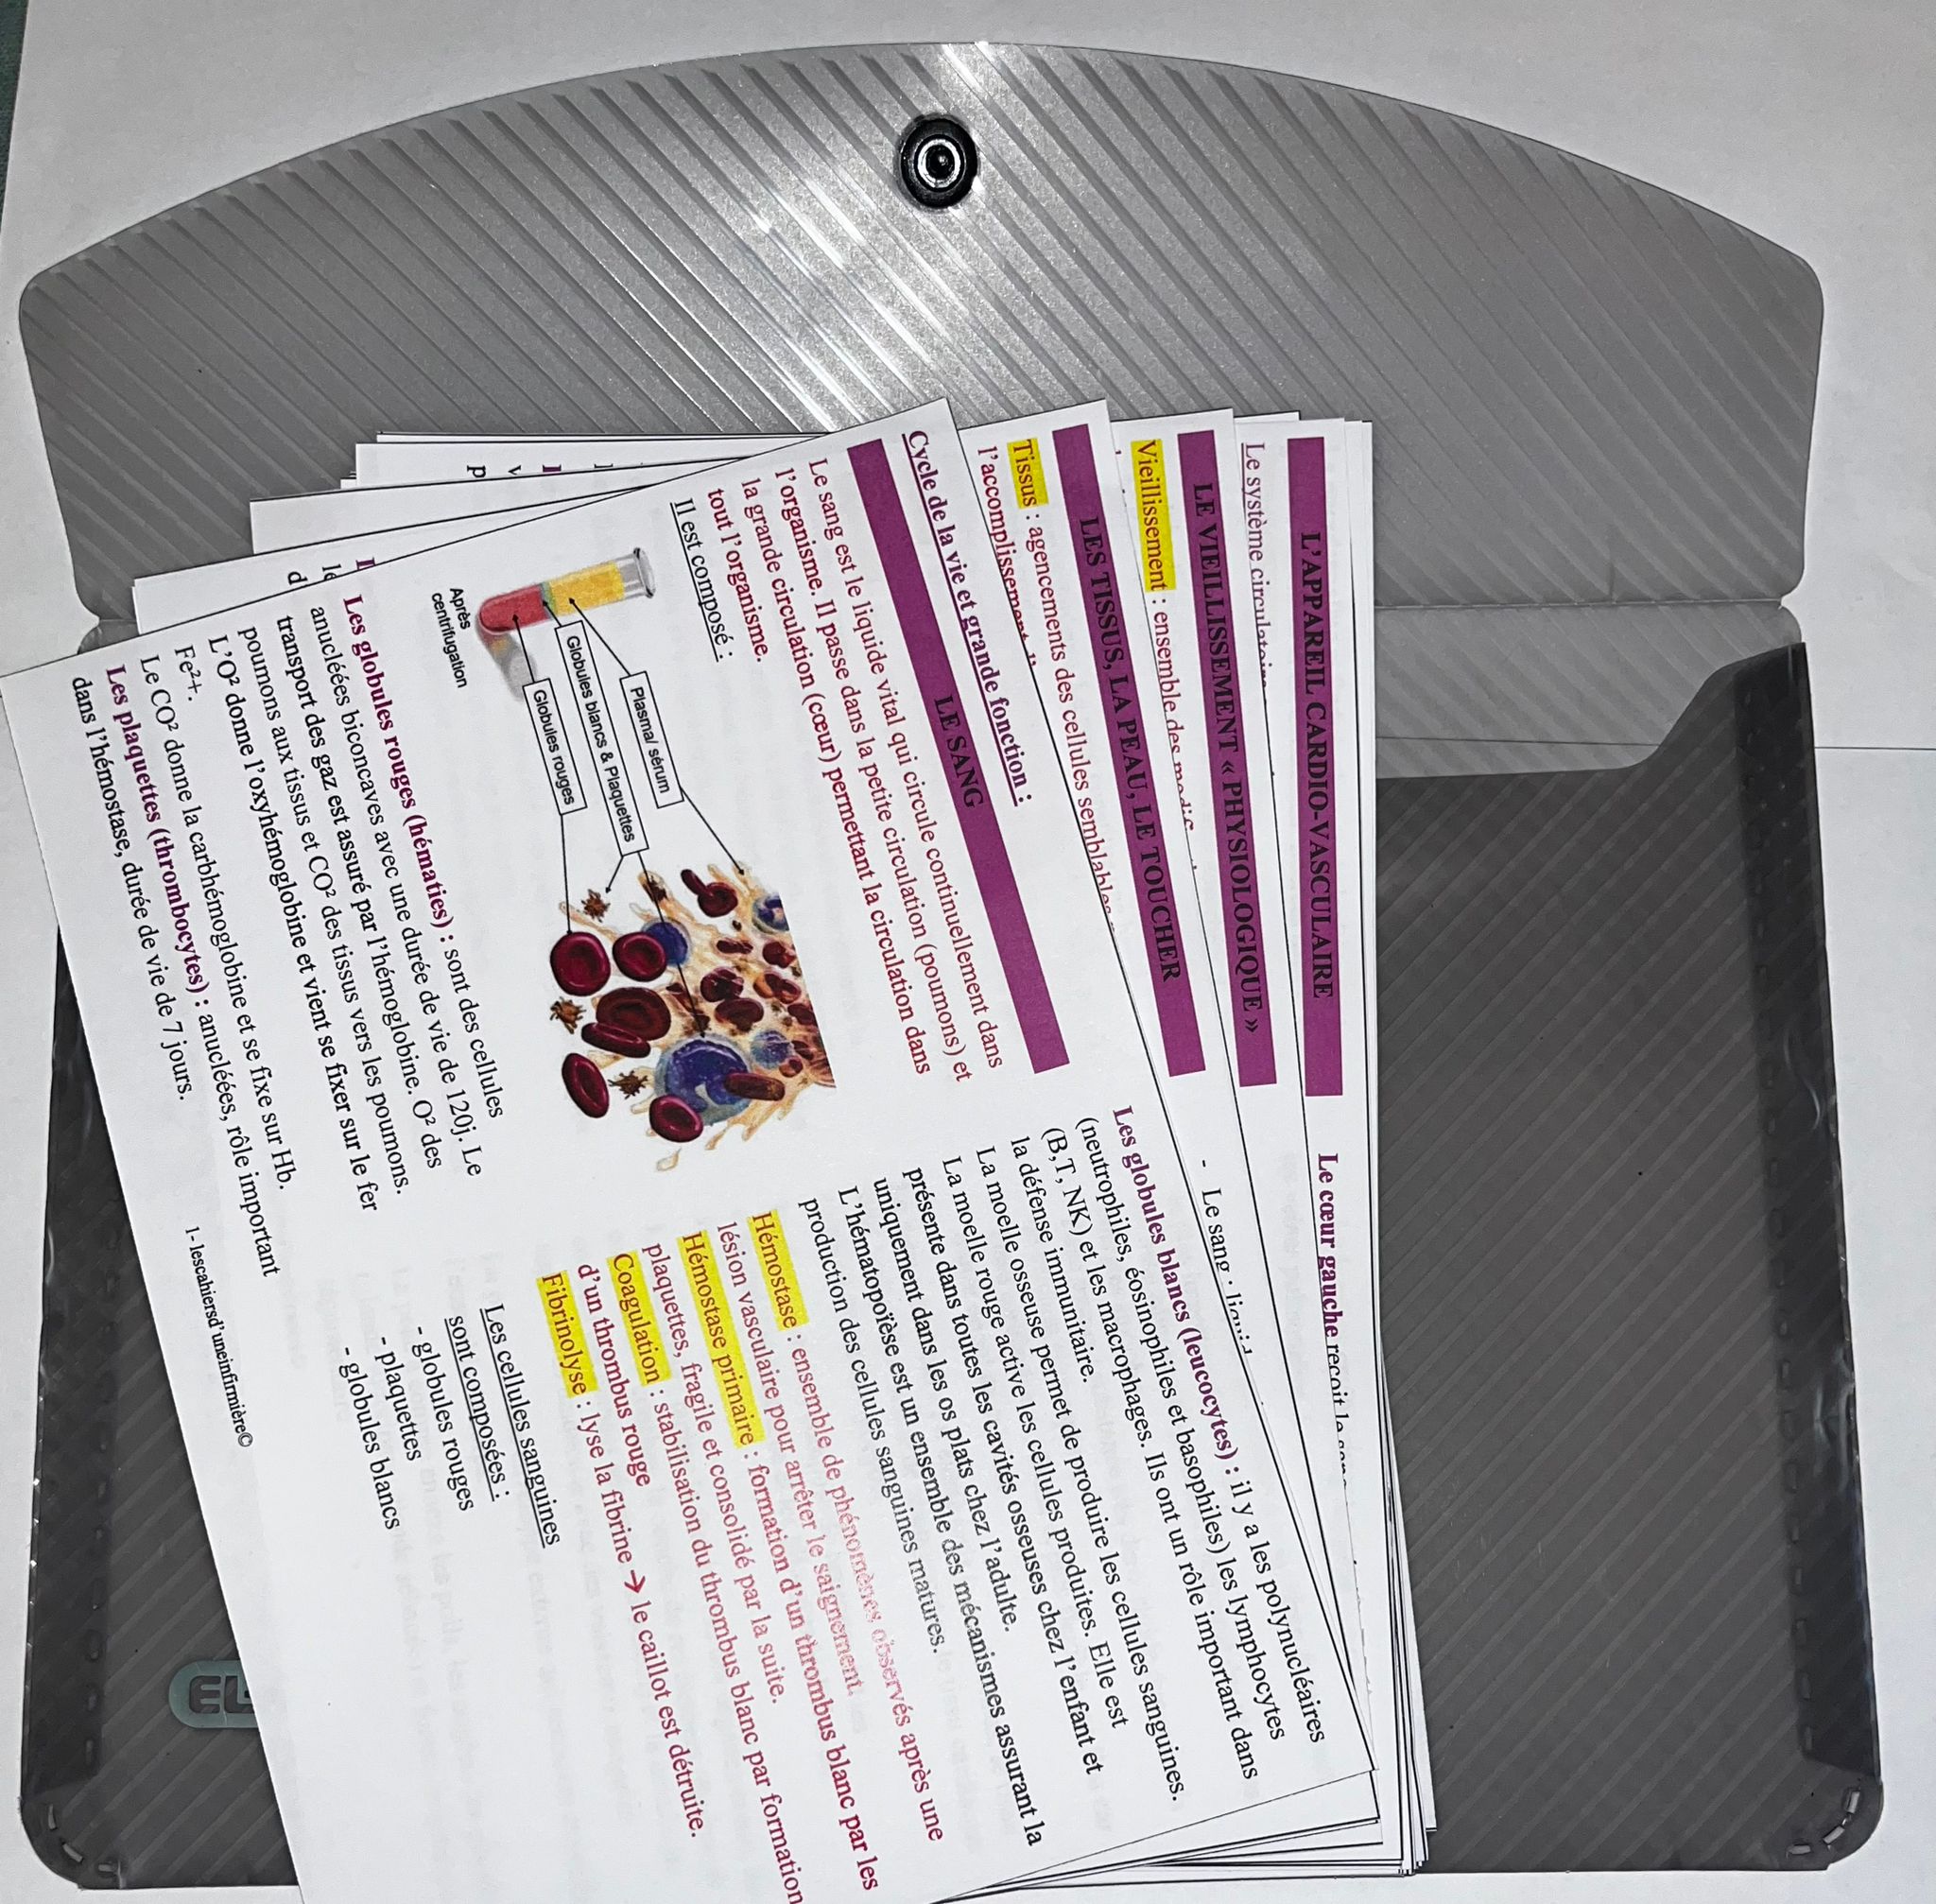 L'APPAREIL CARDIO-VASCULAIRE
Le système circulatoire
Le cœur gauche reçoit le sang
LE VIEILLISSEMENT « PHYSIOLOGIQUE »
Vieillissement : ensemble des
- Le sang :
LES TISSUS, LA PEAU, LE TOUCHER
Tissus : agencements des cellules semblables
l'accomplissement
LE SANG
Cycle de la vie et grande fonction :
Le sang est le liquide vital qui circule continuellement dans
l'organisme. Il passe dans la petite circulation (poumons) et
la grande circulation (cœur) permettant la circulation dans
tout l'organisme.
Il est composé :
Plasma/ sérum
Globules blancs & Plaquettes
Globules rouges
Après
centrifugation
Les globules rouges (hématies) : sont des cellules
anucléées biconcaves avec une durée de vie de 120j. Le
transport des gaz est assuré par l'hémoglobine. O² des
poumons aux tissus et CO² des tissus vers les poumons.
L'O² donne l'oxyhémoglobine et vient se fixer sur le fer
Fe²+.
Le CO² donne la carbhémoglobine et se fixe sur Hb.
Les plaquettes (thrombocytes) : anucléées, rôle important
dans l'hémostase, durée de vie de 7 jours.
Les globules blancs (leucocytes) : il y a les polynucléaires
(neutrophiles, éosinophiles et basophiles) les lymphocytes
(B,T, NK) et les macrophages. Ils ont un rôle important dans
la défense immunitaire.
La moelle osseuse permet de produire les cellules sanguines.
La moelle rouge active les cellules produites. Elle est
présente dans toutes les cavités osseuses chez l'enfant et
uniquement dans les os plats chez l'adulte.
L'hématopoïèse est un ensemble des mécanismes assurant la
production des cellules sanguines matures.
Hémostase : ensemble de phénomènes observés après une
lésion vasculaire pour arrêter le saignement.
Hémostase primaire : formation d'un thrombus blanc par les
plaquettes, fragile et consolidé par la suite.
Coagulation : stabilisation du thrombus blanc par formation
d'un thrombus rouge
Fibrinolyse : lyse la fibrine → le caillot est détruite.
Les cellules sanguines
sont composées :
- globules rouges
- plaquettes
- globules blancs
1- lescahiersd'uneinfirmière©